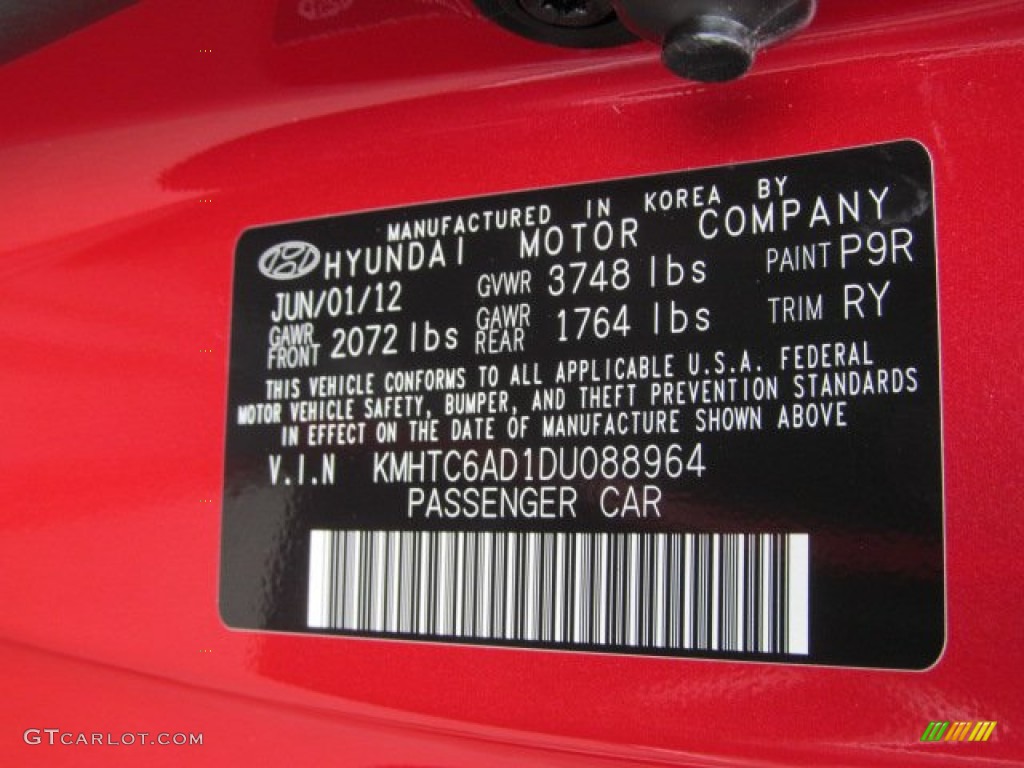 MANUFACTURED IN KOREA BY
HYUNDAI MOTOR COMPANY
JUN/01/12 GVWR 3748 lbs PAINT P9R
GAWR FRONT 2072 lbs GAWR REAR 1764 lbs TRIM RY
THIS VEHICLE CONFORMS TO ALL APPLICABLE U.S.A. FEDERAL
MOTOR VEHICLE SAFETY, BUMPER, AND THEFT PREVENTION STANDARDS
IN EFFECT ON THE DATE OF MANUFACTURE SHOWN ABOVE
V.I.N KMHTC6AD1DU088964
PASSENGER CAR
GTCARLOT.COM